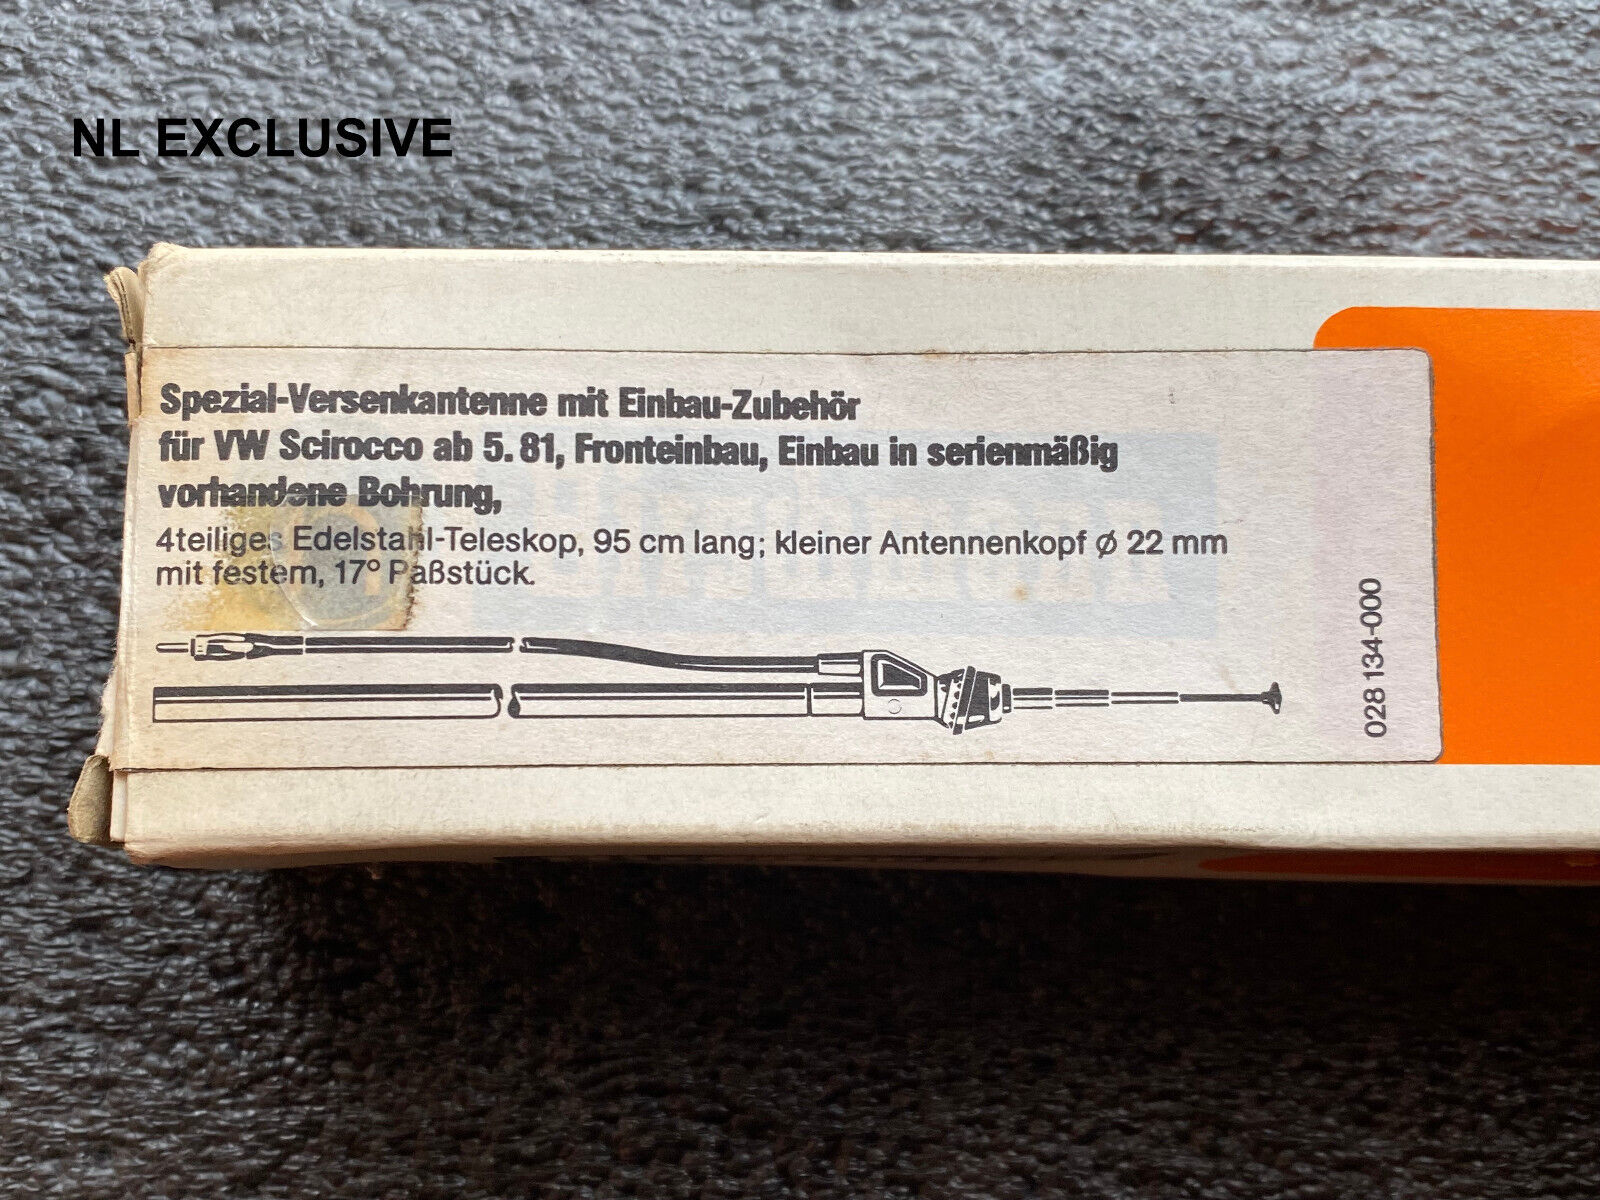 NL EXCLUSIVE
Spezial-Versenkantenne mit Einbau-Zubehör
für VW Scirocco ab 5.81, Fronteinbau, Einbau in serienmäßig
vorhandene Bohrung,
4teiliges Edelstahl-Teleskop, 95 cm lang; kleiner Antennenkopf ⌀ 22 mm
mit festem, 17° Paßstück.
028 134-000